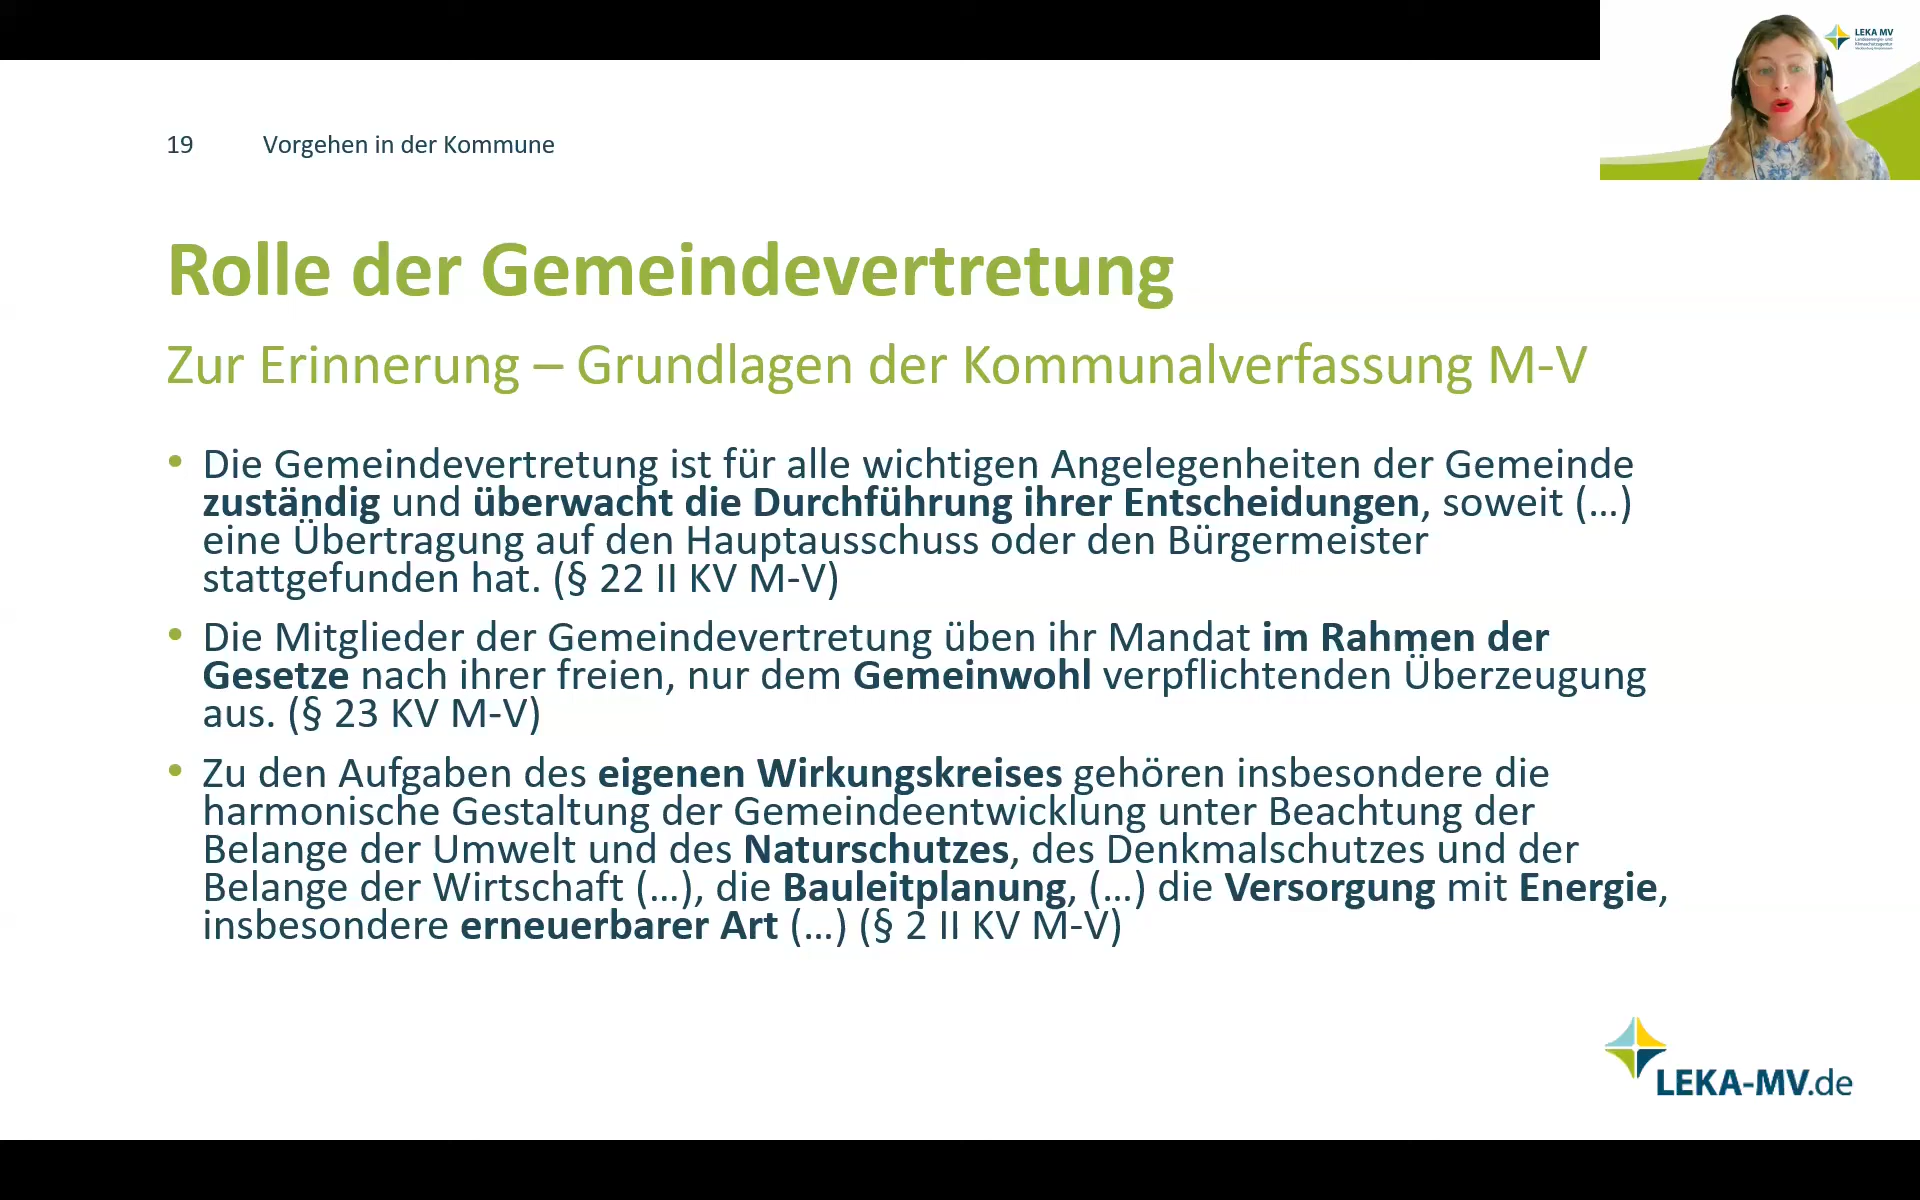 LEKA MV
19 Vorgehen in der Kommune
Rolle der Gemeindevertretung
Zur Erinnerung – Grundlagen der Kommunalverfassung M-V
• Die Gemeindevertretung ist für alle wichtigen Angelegenheiten der Gemeinde
zuständig und überwacht die Durchführung ihrer Entscheidungen, soweit (…)
eine Übertragung auf den Hauptausschuss oder den Bürgermeister
stattgefunden hat. (§ 22 II KV M-V)
• Die Mitglieder der Gemeindevertretung üben ihr Mandat im Rahmen der
Gesetze nach ihrer freien, nur dem Gemeinwohl verpflichtenden Überzeugung
aus. (§ 23 KV M-V)
• Zu den Aufgaben des eigenen Wirkungskreises gehören insbesondere die
harmonische Gestaltung der Gemeindeentwicklung unter Beachtung der
Belange der Umwelt und des Naturschutzes, des Denkmalschutzes und der
Belange der Wirtschaft (…), die Bauleitplanung, (…) die Versorgung mit Energie,
insbesondere erneuerbarer Art (…) (§ 2 II KV M-V)
LEKA-MV.de